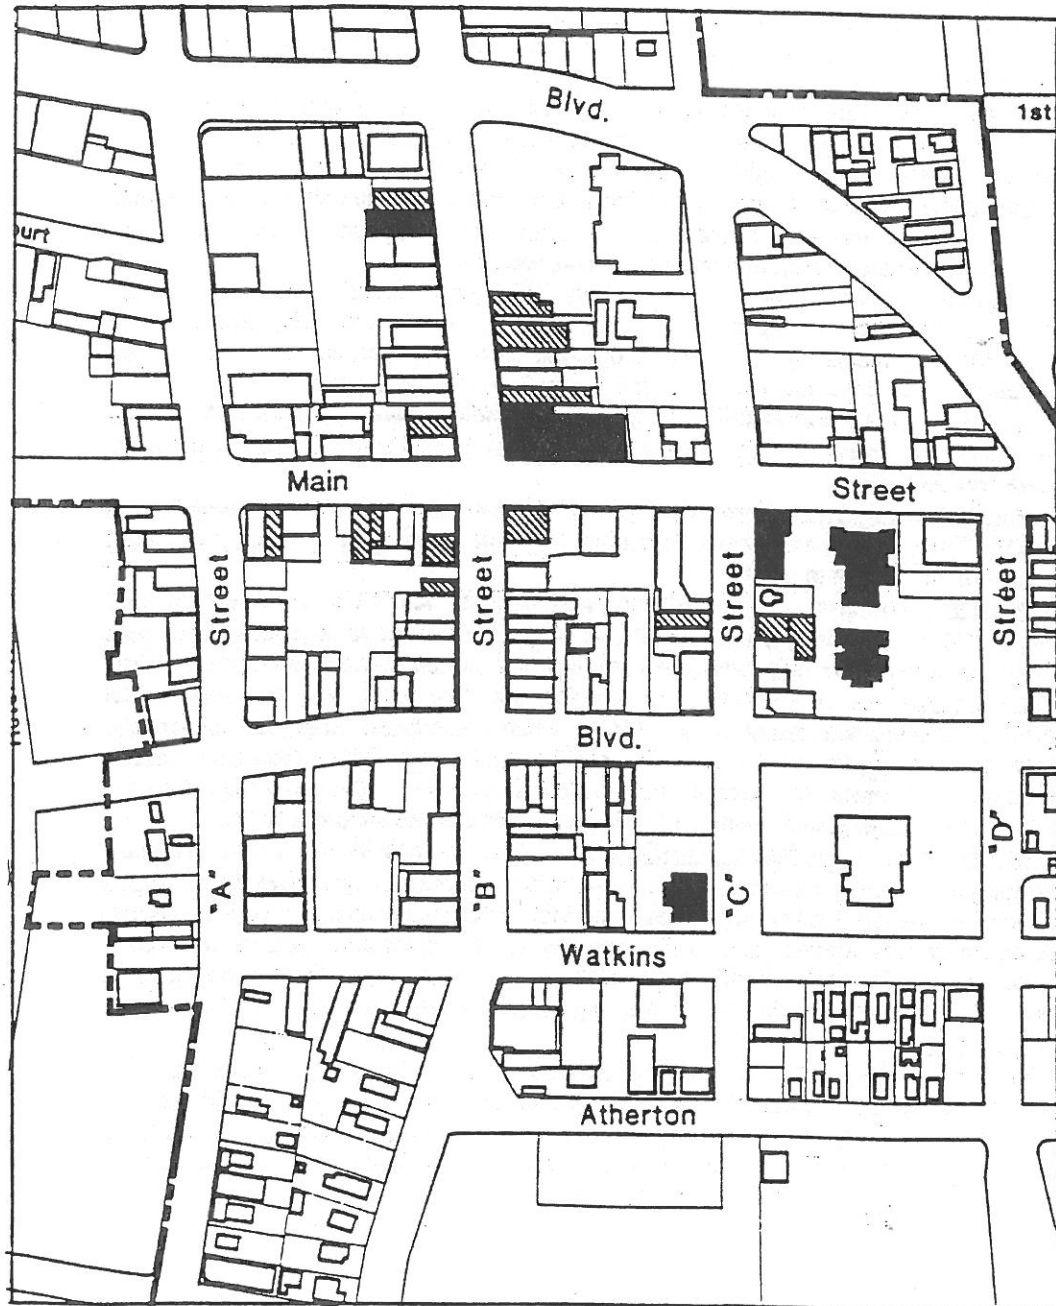 Blvd.
1st
ourt
Main
Street
Street
Street
Street
Street
Blvd.
"A"
"B"
"C"
"D"
Watkins
Atherton